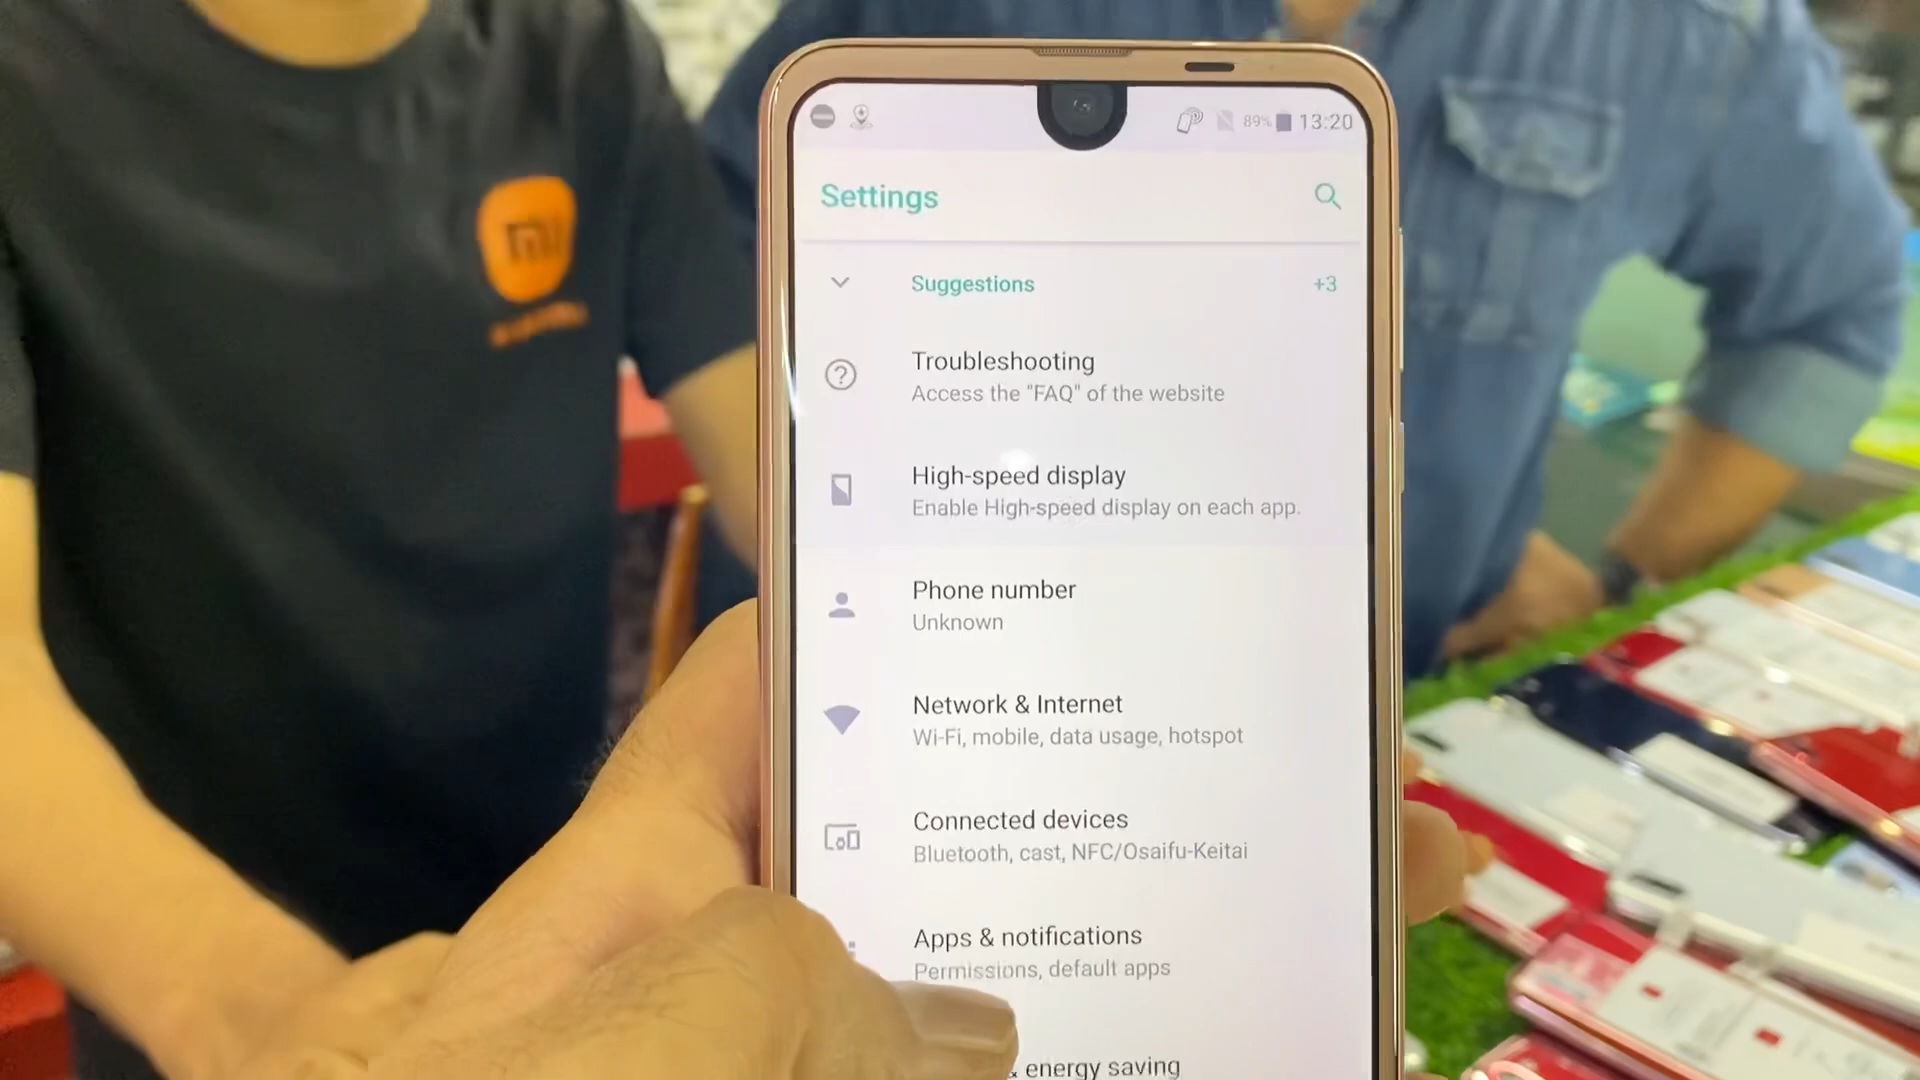 mi
89%
13:20
Settings
Suggestions
+3
Troubleshooting
Access the "FAQ" of the website
High-speed display
Enable High-speed display on each app.
Phone number
Unknown
Network & Internet
Wi-Fi, mobile, data usage, hotspot
Connected devices
Bluetooth, cast, NFC/Osaifu-Keitai
Apps & notifications
Permissions, default apps
& energy saving